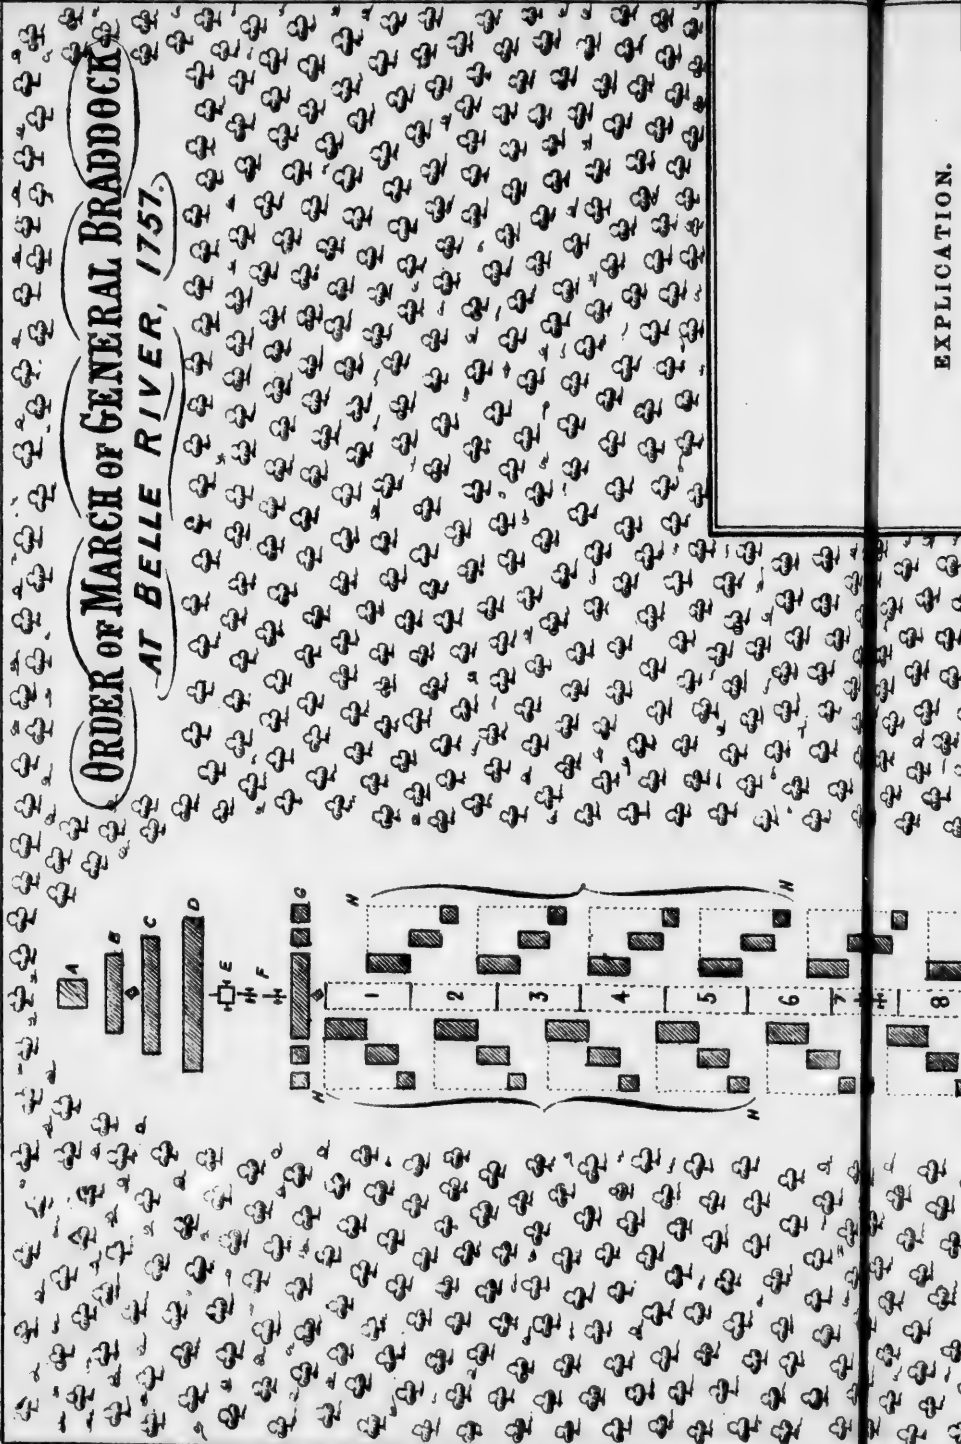 ORDER OF MARCH OF GENERAL BRADDOCK,
AT BELLE RIVER, 1757.
EXPLICATION.
A
B
C
D
E
F
G
H
H
H
H
1
2
3
4
5
6
7
8